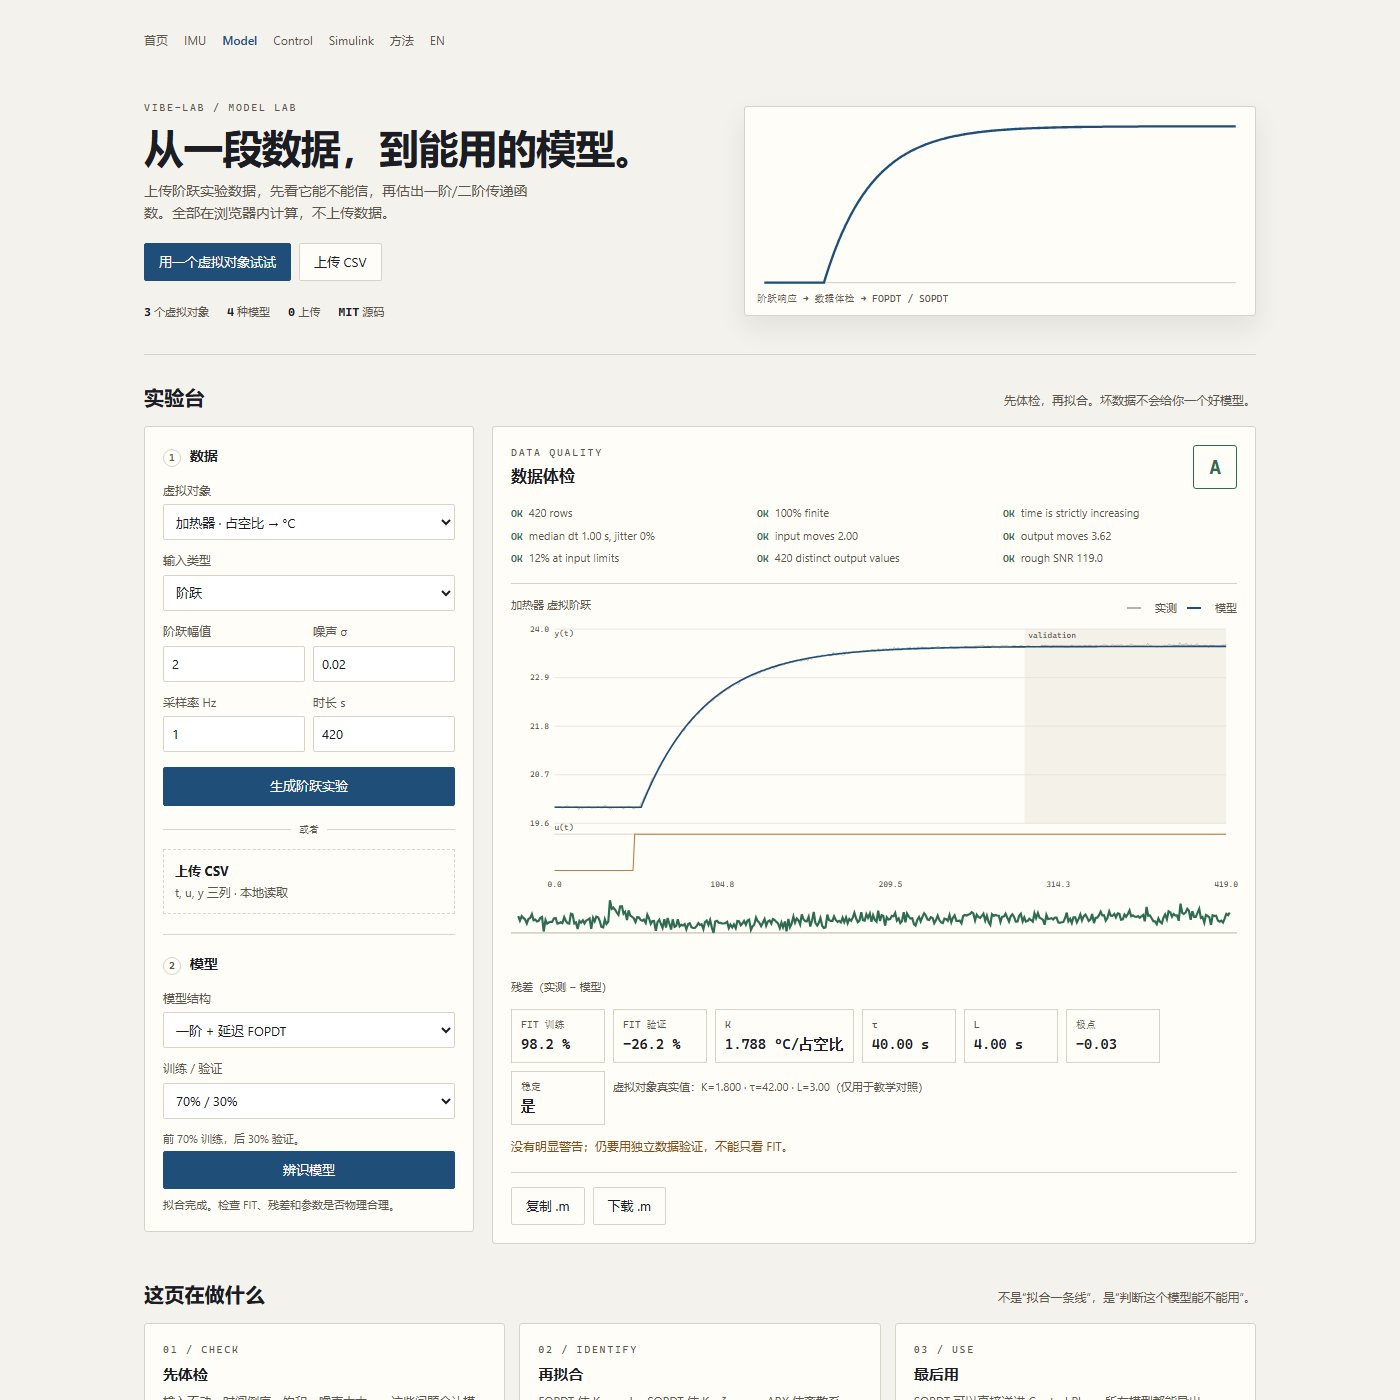 首页 IMU Model Control Simulink 方法 EN
VIBE-LAB / MODEL LAB
从一段数据，到能用的模型。
上传阶跃实验数据，先看它能不能信，再估出一阶/二阶传递函
数。全部在浏览器内计算，不上传数据。
用一个虚拟对象试试 上传 CSV
3 个虚拟对象 4 种模型 0 上传 MIT 源码
阶跃响应 → 数据体检 → FOPDT / SOPDT
实验台
先体检，再拟合。坏数据不会给你一个好模型。
1 数据
虚拟对象
加热器 · 占空比 → °C
输入类型
阶跃
阶跃幅值 噪声 σ
2 0.02
采样率 Hz 时长 s
1 420
生成阶跃实验
或者
上传 CSV
t, u, y 三列 · 本地读取
2 模型
模型结构
一阶 + 延迟 FOPDT
训练 / 验证
70% / 30%
前 70% 训练，后 30% 验证。
辨识模型
拟合完成。检查 FIT、残差和参数是否物理合理。
DATA QUALITY
数据体检
A
OK 420 rows OK 100% finite OK time is strictly increasing
OK median dt 1.00 s, jitter 0% OK input moves 2.00 OK output moves 3.62
OK 12% at input limits OK 420 distinct output values OK rough SNR 119.0
加热器 虚拟阶跃
实测 模型
24.0 y(t) validation
22.9
21.8
20.7
19.6 u(t)
0.0 104.8 209.5 314.3 419.0
残差（实测 − 模型）
FIT 训练 FIT 验证 K τ L 极点
98.2 % −26.2 % 1.788 °C/占空比 40.00 s 4.00 s −0.03
稳定
是
虚拟对象真实值：K=1.800 · τ=42.00 · L=3.00（仅用于教学对照）
没有明显警告；仍要用独立数据验证，不能只看 FIT。
复制 .m 下载 .m
这页在做什么
不是“拟合一条线”，是“判断这个模型能不能用”。
01 / CHECK
先体检
02 / IDENTIFY
再拟合
03 / USE
最后用